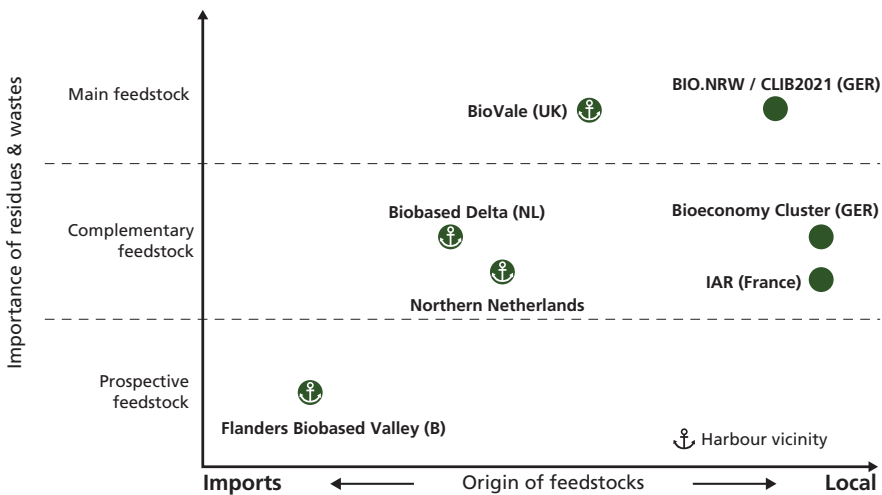 Importance of residues & wastes
Main feedstock
BioVale (UK)
BIO.NRW / CLIB2021 (GER)
Complementary
feedstock
Biobased Delta (NL)
Northern Netherlands
Bioeconomy Cluster (GER)
IAR (France)
Prospective
feedstock
Flanders Biobased Valley (B)
Harbour vicinity
Imports
Origin of feedstocks
Local